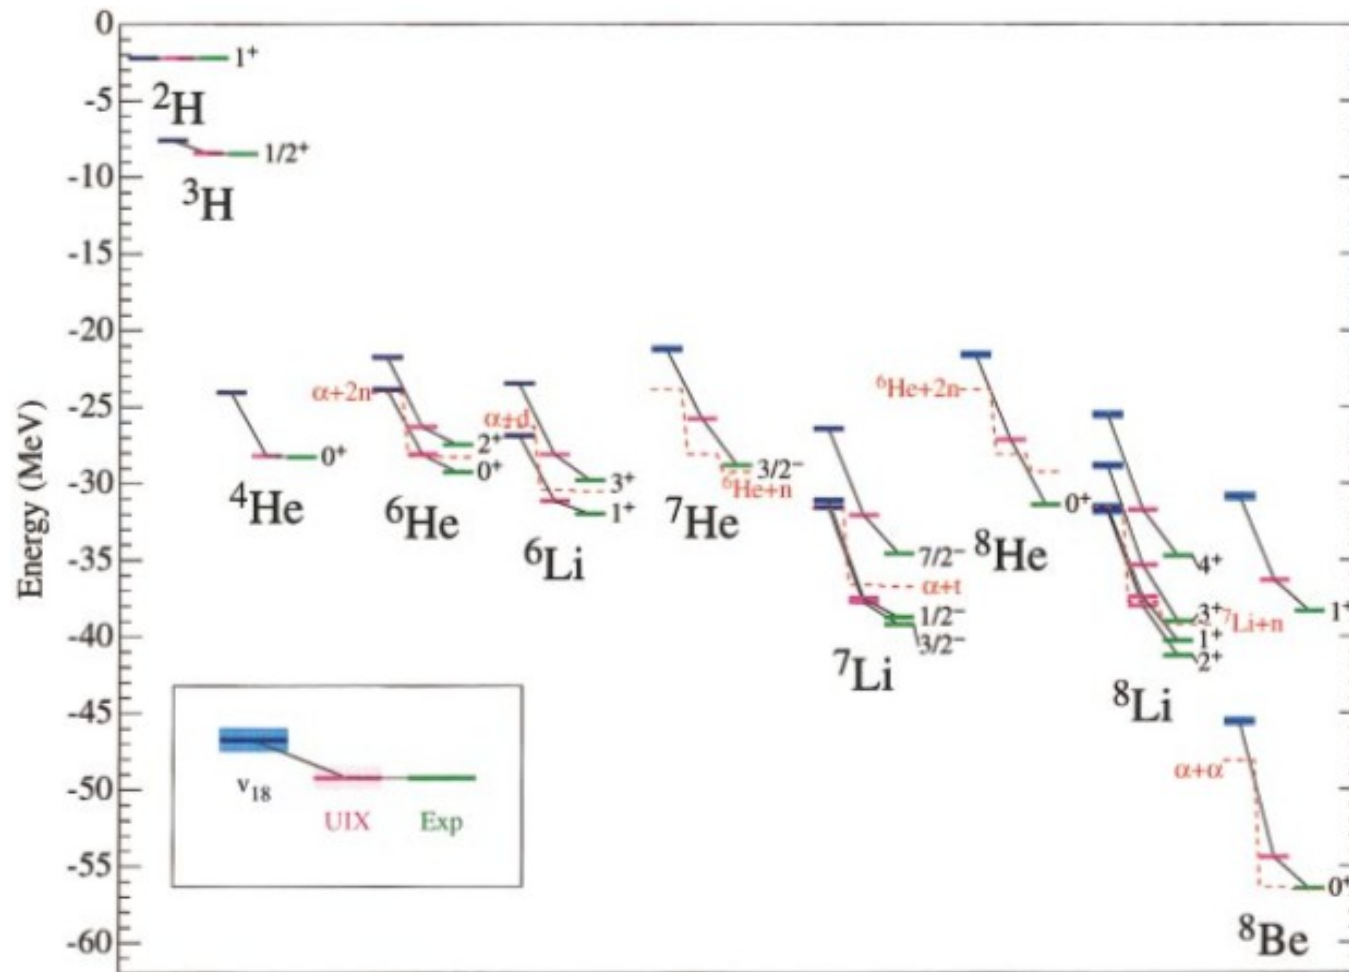 Energy (MeV)
0
-5
-10
-15
-20
-25
-30
-35
-40
-45
-50
-55
-60
1⁺
²H
1/2⁺
³H
0⁺
⁴He
α+2n
2⁺
0⁺
⁶He
α+d
3⁺
1⁺
⁶Li
3/2⁻
⁶He+n
⁷He
7/2⁻
α+t
1/2⁻
3/2⁻
⁷Li
⁶He+2n
0⁺
⁸He
4⁺
3⁺
⁷Li+n
1⁺
2⁺
⁸Li
1⁺
α+α
0⁺
⁸Be
v₁₈
UIX
Exp